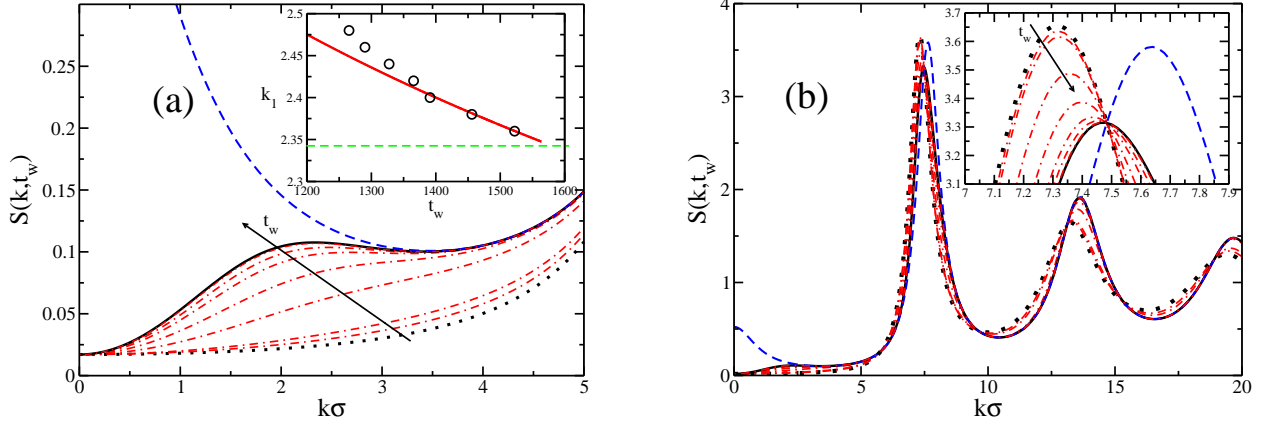 (a)
S(k,t_w)
0.25
0.2
0.15
0.1
0.05
0
0 1 2 3 4 5
kσ
t_w
k_1
2.5
2.45
2.4
2.35
2.3
1200 1300 1400 1500 1600
t_w
(b)
S(k,t_w)
5
4
3
2
1
0
0 5 10 15 20
kσ
t_w
3.7
3.6
3.5
3.4
3.3
3.2
3.1
7 7.1 7.2 7.3 7.4 7.5 7.6 7.7 7.8 7.9